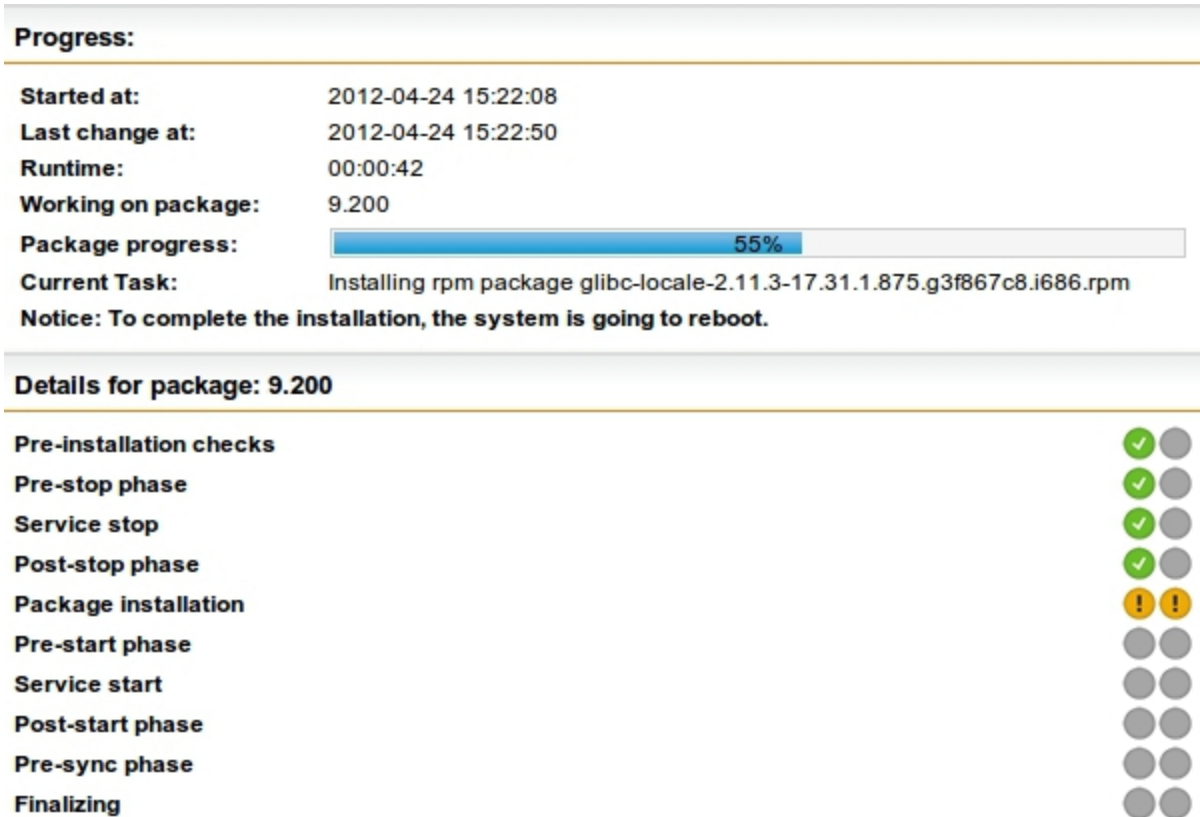 Progress:
Started at: 2012-04-24 15:22:08
Last change at: 2012-04-24 15:22:50
Runtime: 00:00:42
Working on package: 9.200
Package progress: 55%
Current Task: Installing rpm package glibc-locale-2.11.3-17.31.1.875.g3f867c8.i686.rpm
Notice: To complete the installation, the system is going to reboot.
Details for package: 9.200
Pre-installation checks
Pre-stop phase
Service stop
Post-stop phase
Package installation ! !
Pre-start phase
Service start
Post-start phase
Pre-sync phase
Finalizing